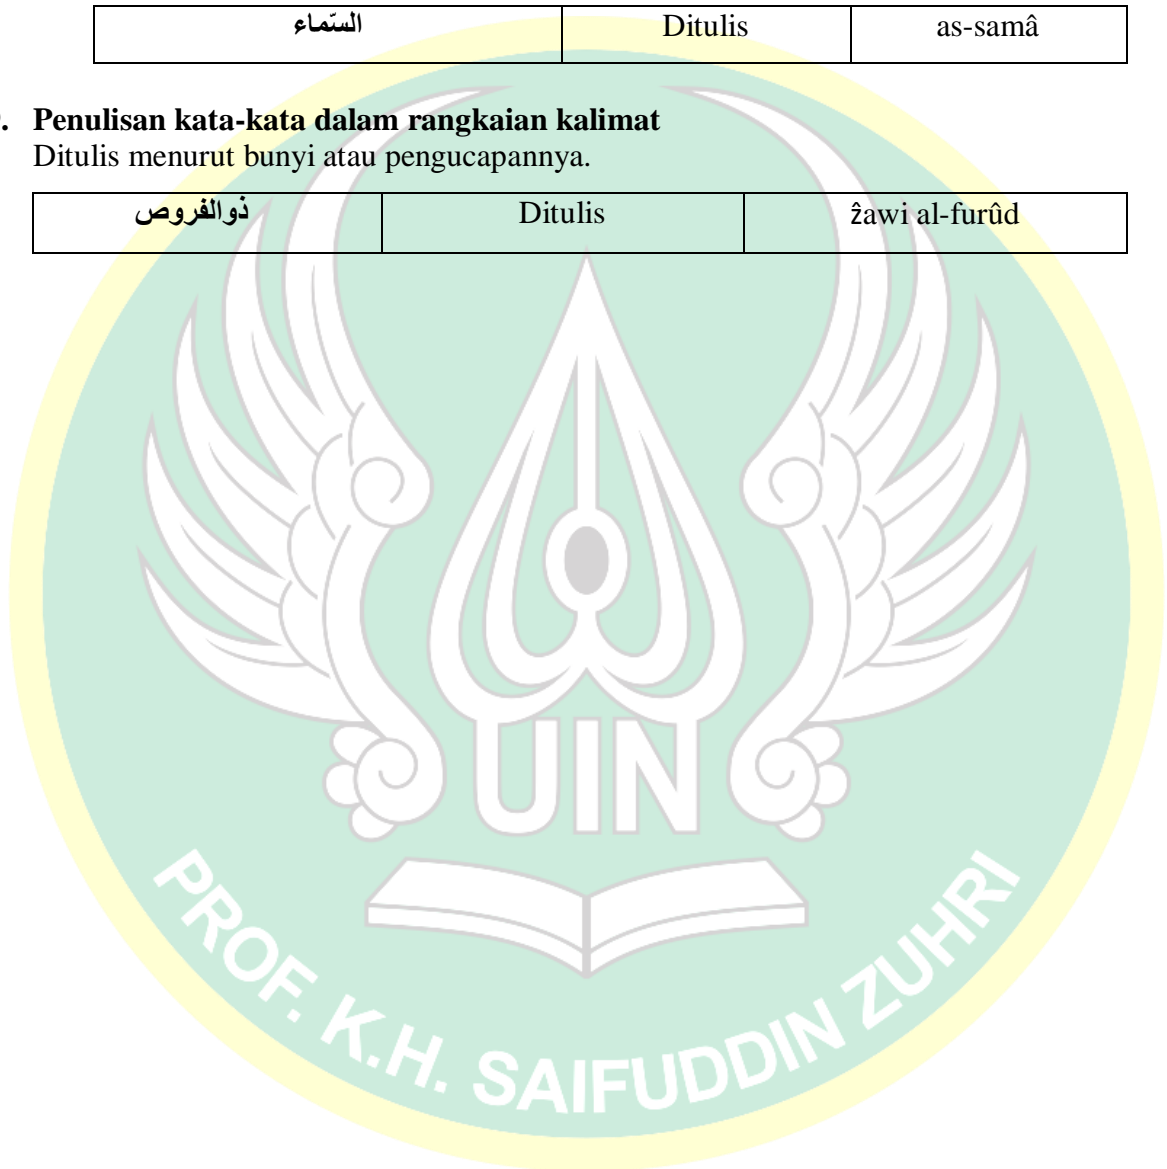 السّماء Ditulis as-samâ
. Penulisan kata-kata dalam rangkaian kalimat
Ditulis menurut bunyi atau pengucapannya.
ذوالفروص Ditulis ẑawi al-furûd
UIN
PROF. K.H. SAIFUDDIN ZUHRI